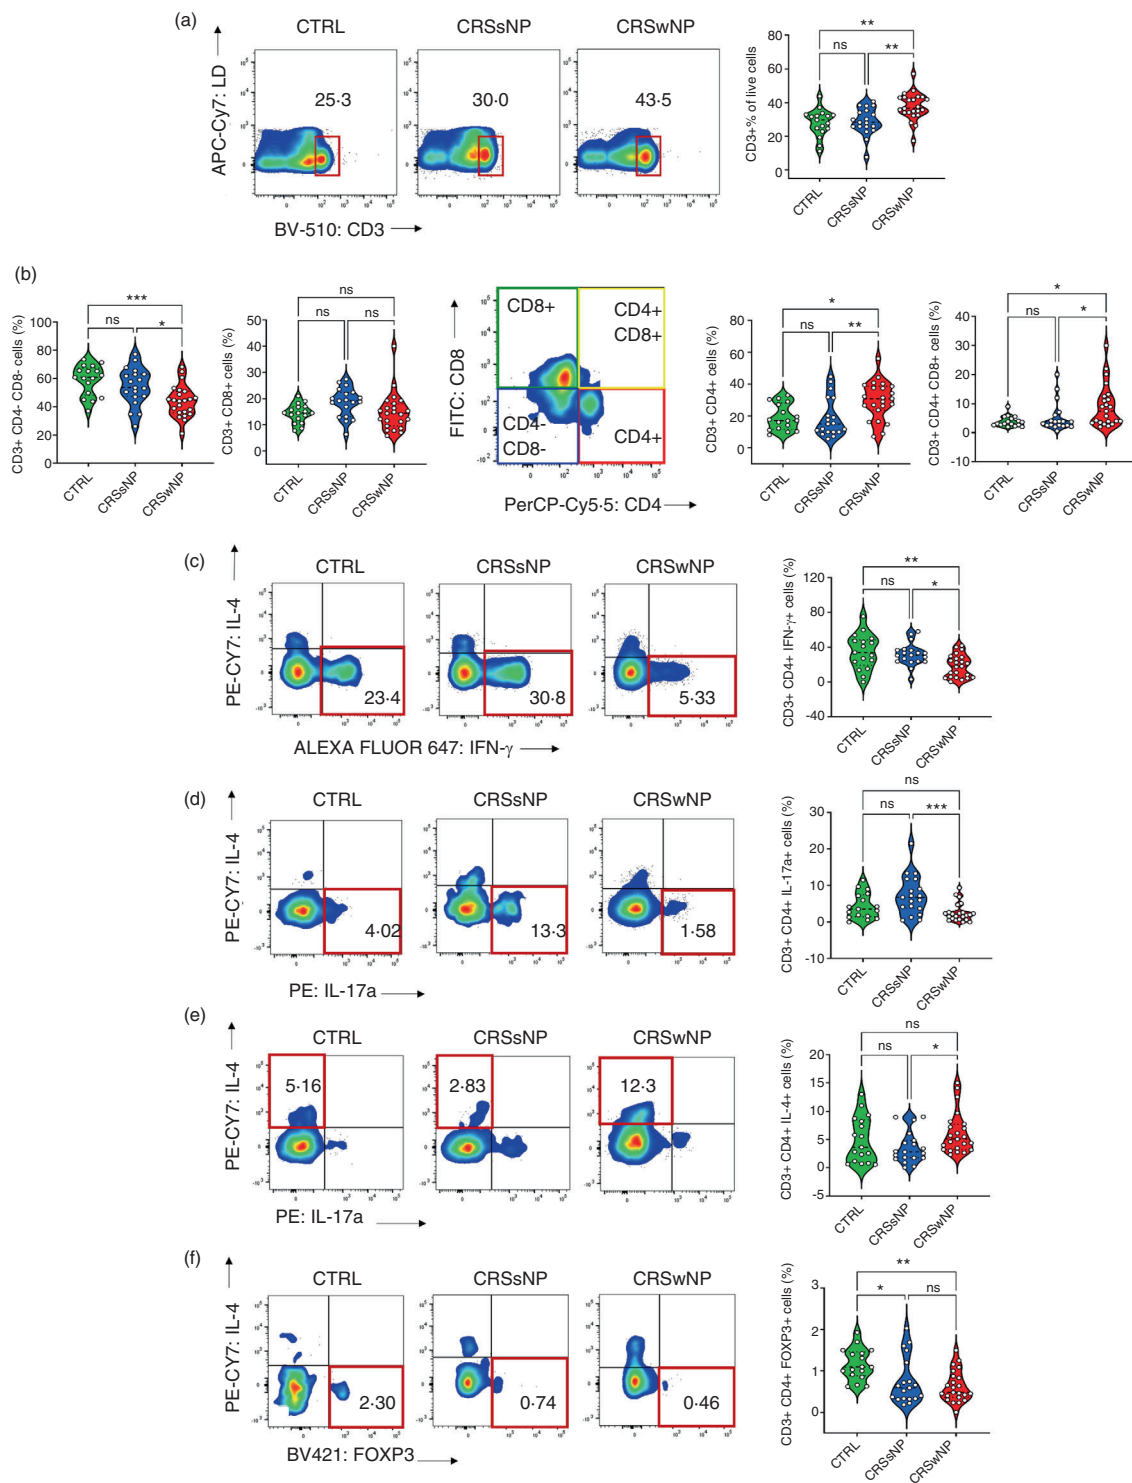 (a)
CTRL
CRSsNP
CRSwNP
APC-Cy7: LD
25·3
30·0
43·5
BV-510: CD3
CD3+% of live cells
80
60
40
20
0
ns
**
**
CTRL
CRSsNP
CRSwNP
(b)
CD3+ CD4- CD8- cells (%)
100
80
60
40
20
0
***
ns
*
CTRL
CRSsNP
CRSwNP
CD3+ CD8+ cells (%)
50
40
30
20
10
0
ns
ns
ns
CTRL
CRSsNP
CRSwNP
FITC: CD8
CD8+
CD4+
CD8+
CD4-
CD8-
CD4+
PerCP-Cy5·5: CD4
CD3+ CD4+ cells (%)
80
60
40
20
0
*
ns
**
CTRL
CRSsNP
CRSwNP
CD3+ CD4+ CD8+ cells (%)
40
30
20
10
0
-10
*
ns
*
CTRL
CRSsNP
CRSwNP
(c)
CTRL
CRSsNP
CRSwNP
PE-CY7: IL-4
23·4
30·8
5·33
ALEXA FLUOR 647: IFN-γ
CD3+ CD4+ IFN-γ+ cells (%)
120
80
40
0
-40
**
ns
*
CTRL
CRSsNP
CRSwNP
(d)
CTRL
CRSsNP
CRSwNP
PE-CY7: IL-4
4·02
13·3
1·58
PE: IL-17a
CD3+ CD4+ IL-17a+ cells (%)
30
20
10
0
-10
ns
ns
***
CTRL
CRSsNP
CRSwNP
(e)
CTRL
CRSsNP
CRSwNP
PE-CY7: IL-4
5·16
2·83
12·3
PE: IL-17a
CD3+ CD4+ IL-4+ cells (%)
20
15
10
5
0
-5
ns
ns
*
CTRL
CRSsNP
CRSwNP
(f)
CTRL
CRSsNP
CRSwNP
PE-CY7: IL-4
2·30
0·74
0·46
BV421: FOXP3
CD3+ CD4+ FOXP3+ cells (%)
3
2
1
0
**
*
ns
CTRL
CRSsNP
CRSwNP